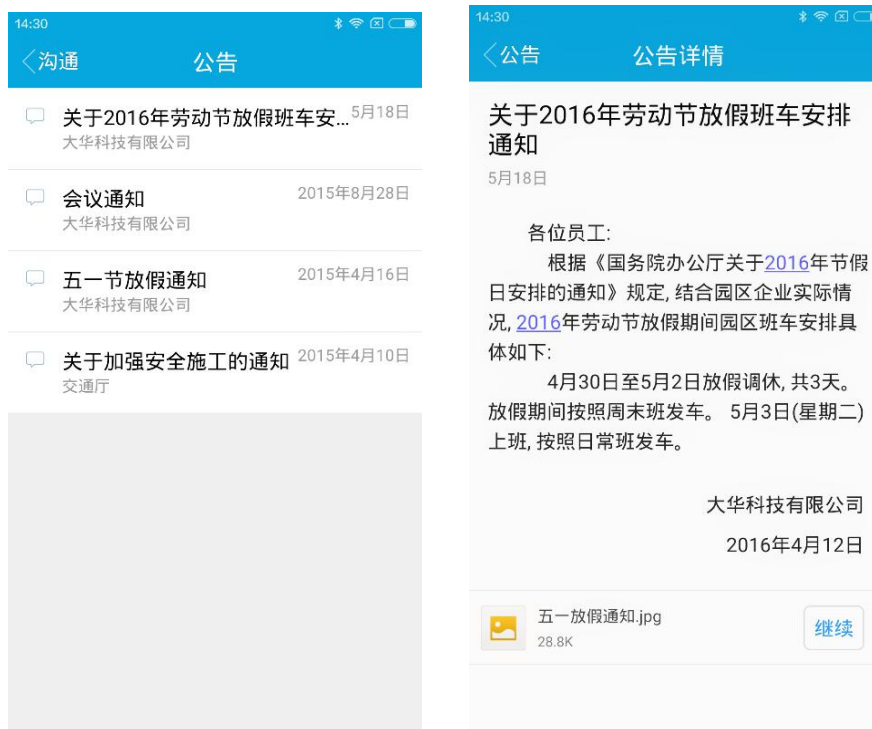 14:30
沟通
公告
关于2016年劳动节放假班车安...
5月18日
大华科技有限公司
会议通知
2015年8月28日
大华科技有限公司
五一节放假通知
2015年4月16日
大华科技有限公司
关于加强安全施工的通知
2015年4月10日
交通厅
14:30
公告
公告详情
关于2016年劳动节放假班车安排
通知
5月18日
各位员工:
根据《国务院办公厅关于2016年节假
日安排的通知》规定, 结合园区企业实际情
况, 2016年劳动节放假期间园区班车安排具
体如下:
4月30日至5月2日放假调休, 共3天。
放假期间按照周末班发车。 5月3日(星期二)
上班, 按照日常班发车。
大华科技有限公司
2016年4月12日
五一放假通知.jpg
28.8K
继续